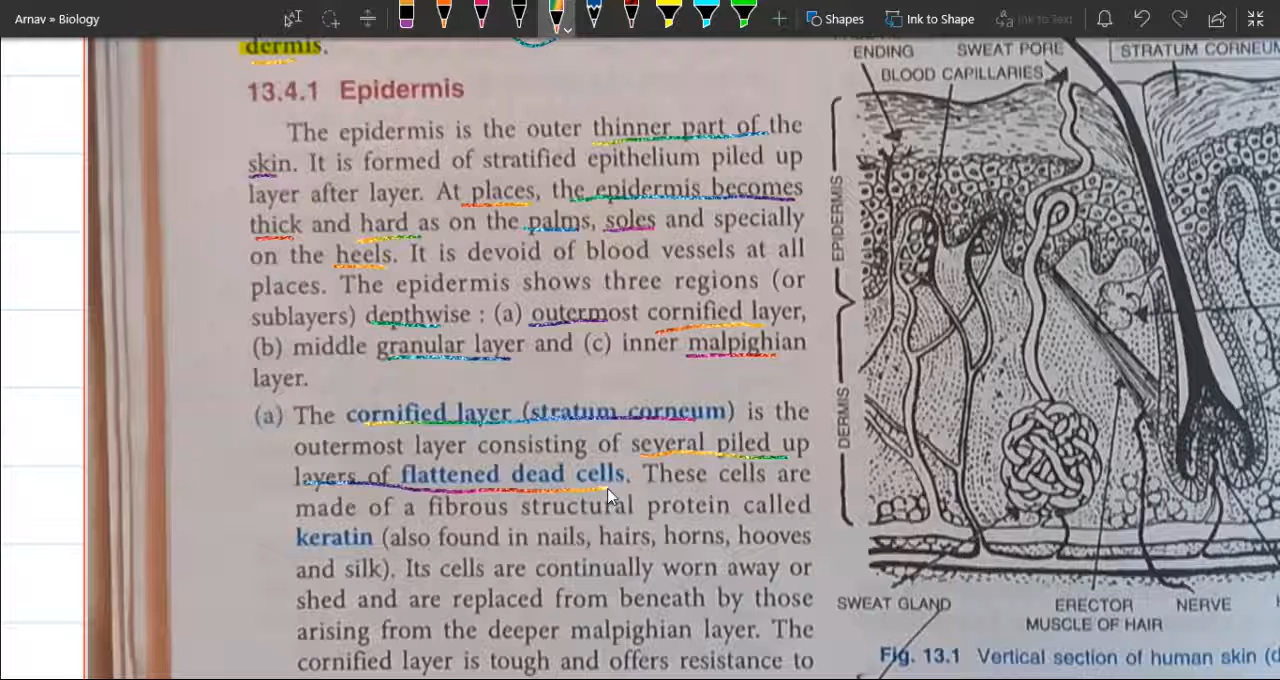 Arnav » Biology
Shapes
Ink to Shape
Ink to Text
dermis.
13.4.1 Epidermis
The epidermis is the outer thinner part of the
skin. It is formed of stratified epithelium piled up
layer after layer. At places, the epidermis becomes
thick and hard as on the palms, soles and specially
on the heels. It is devoid of blood vessels at all
places. The epidermis shows three regions (or
sublayers) depthwise : (a) outermost cornified layer,
(b) middle granular layer and (c) inner malpighian
layer.
(a) The cornified layer (stratum corneum) is the
outermost layer consisting of several piled up
layers of flattened dead cells. These cells are
made of a fibrous structural protein called
keratin (also found in nails, hairs, horns, hooves
and silk). Its cells are continually worn away or
shed and are replaced from beneath by those
arising from the deeper malpighian layer. The
cornified layer is tough and offers resistance to
ENDING
SWEAT PORE
STRATUM CORNEUM
BLOOD CAPILLARIES
EPIDERMIS
DERMIS
SWEAT GLAND
ERECTOR
MUSCLE OF HAIR
NERVE
Fig. 13.1 Vertical section of human skin (d